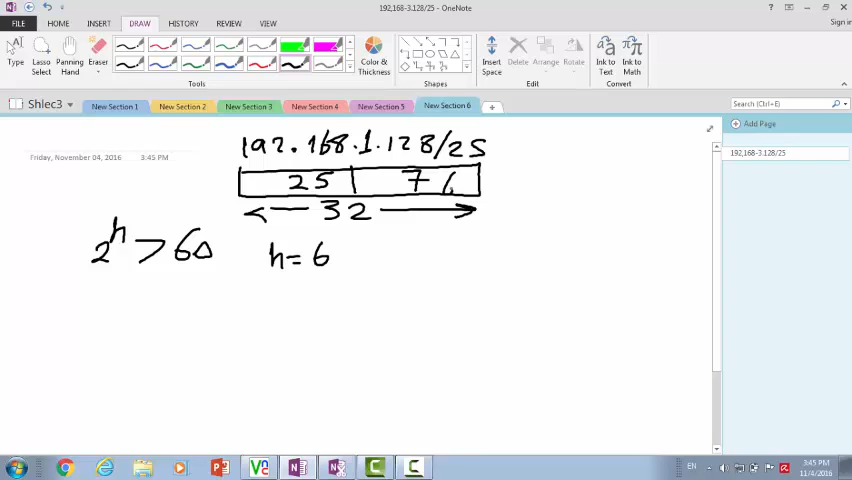 192,168-3.128/25 - OneNote
FILE HOME INSERT DRAW HISTORY REVIEW VIEW
Sign in
Type
Lasso Select
Panning Hand
Eraser
Color & Thickness
Insert Space
Delete
Arrange
Rotate
Ink to Text
Ink to Math
Tools
Shapes
Edit
Convert
Shlec3
New Section 1
New Section 2
New Section 3
New Section 4
New Section 5
New Section 6
Search (Ctrl+E)
Add Page
192,168-3.128/25
Friday, November 04, 2016 3:45 PM
192.168.1.128/25
25 7
32
2^h > 60 h = 6
EN
3:45 PM
11/4/2016